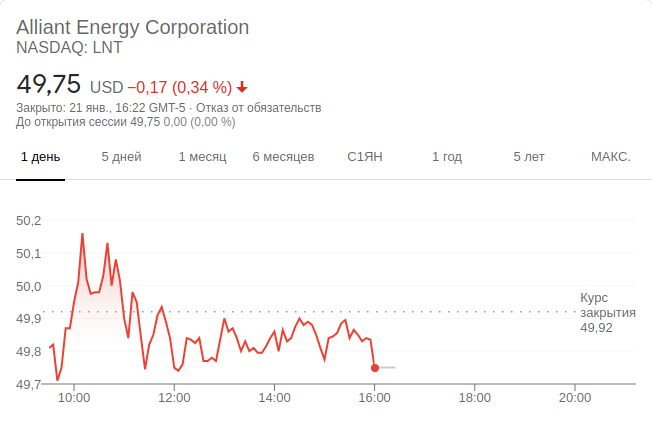 Alliant Energy Corporation
NASDAQ: LNT
49,75 USD −0,17 (0,34 %)
Закрыто: 21 янв., 16:22 GMT-5 · Отказ от обязательств
До открытия сессии 49,75 0,00 (0,00 %)
1 день 5 дней 1 месяц 6 месяцев С1ЯН 1 год 5 лет МАКС.
50,2
50,1
50,0
49,9
49,8
49,7
Курс
закрытия
49,92
10:00 12:00 14:00 16:00 18:00 20:00